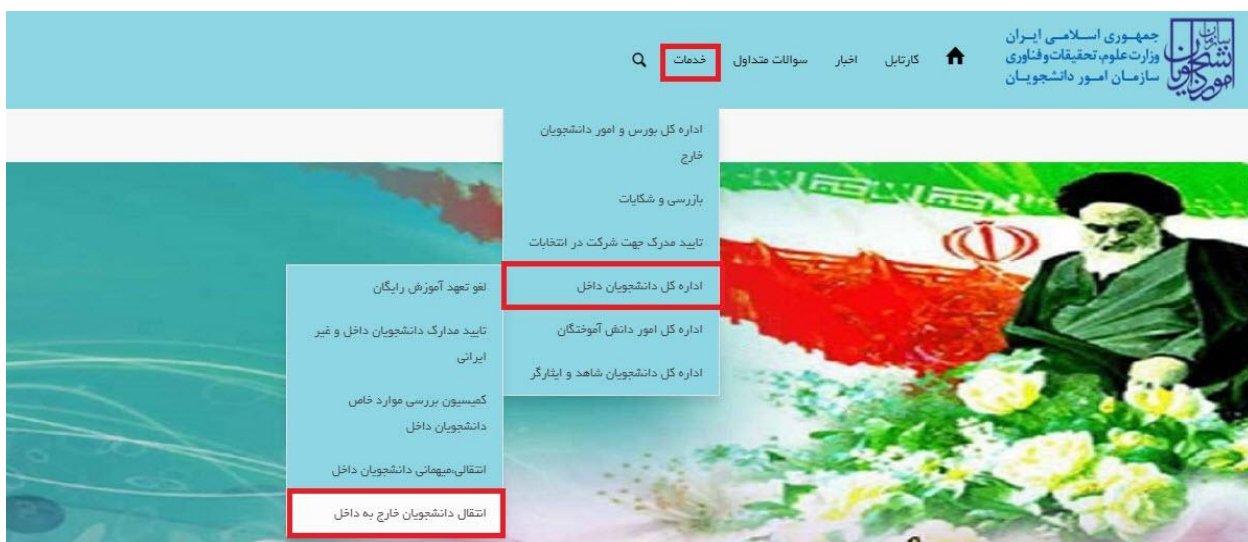 جمهوری اسلامی ایران
وزارت علوم، تحقیقات و فناوری
سازمان امور دانشجویان
سازمان
امور دانشجویان
کارتابل
اخبار
سوالات متداول
خدمات
اداره کل بورس و امور دانشجویان
خارج
بازرسی و شکایات
تایید مدرک جهت شرکت در انتخابات
اداره کل دانشجویان داخل
اداره کل امور دانش آموختگان
اداره کل دانشجویان شاهد و ایثارگر
لغو تعهد آموزش رایگان
تایید مدارک دانشجویان داخل و غیر
ایرانی
کمیسیون بررسی موارد خاص
دانشجویان داخل
انتقالی،میهمانی دانشجویان داخل
انتقال دانشجویان خارج به داخل